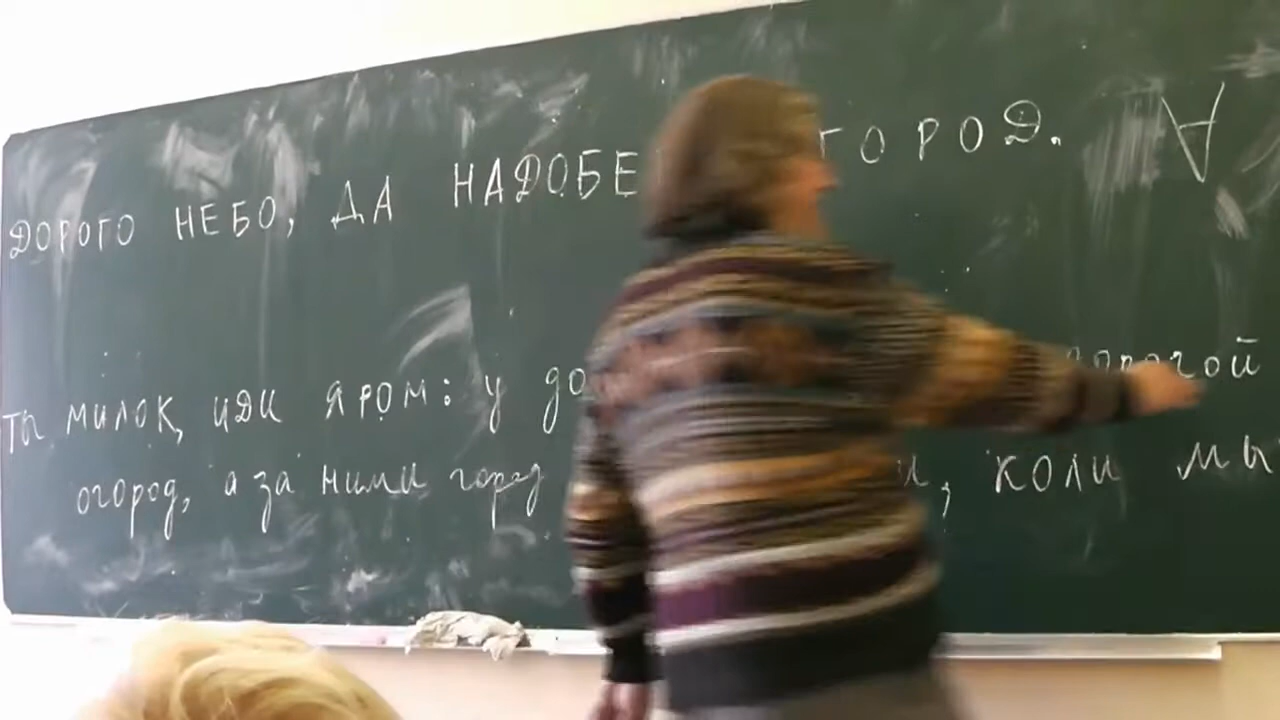 ДОРОГО НЕБО, ДА НАДОБЕ ГОРОД. ∀
ты милок, иди яром: у до дорогой
огород, а за ними город , коли мы